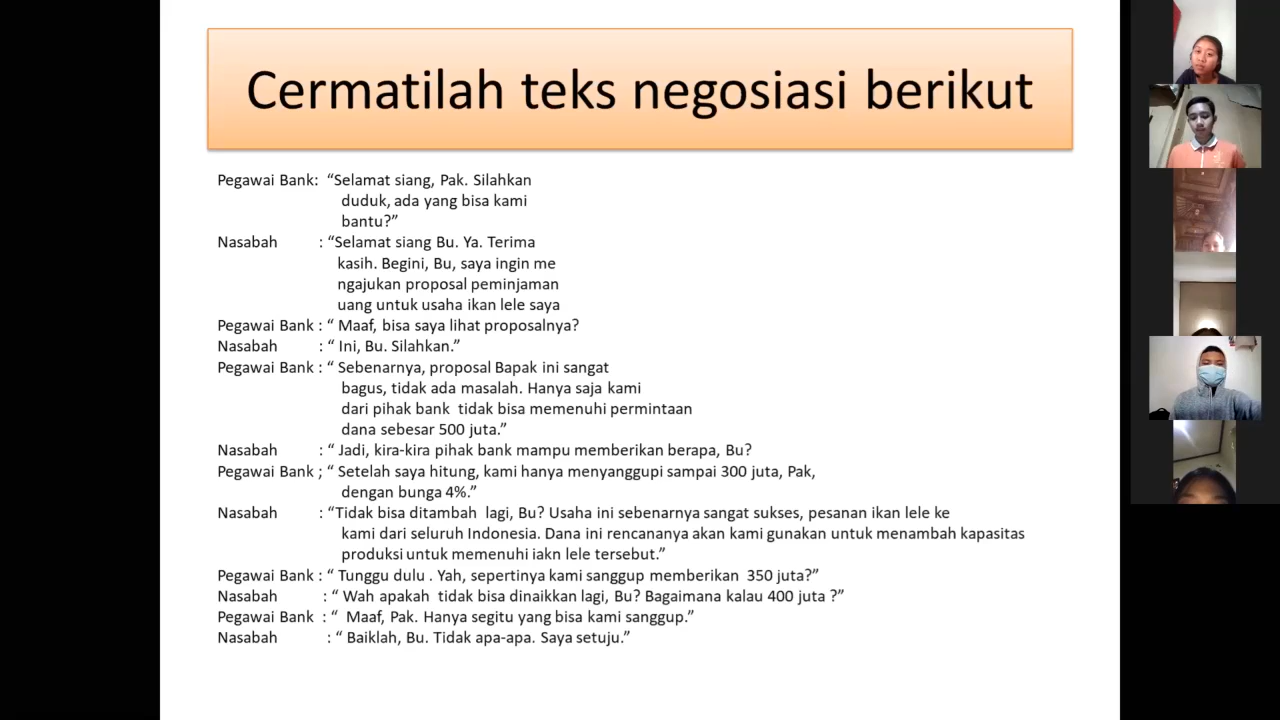 Cermatilah teks negosiasi berikut
Pegawai Bank: “Selamat siang, Pak. Silahkan
duduk, ada yang bisa kami
bantu?”
Nasabah : “Selamat siang Bu. Ya. Terima
kasih. Begini, Bu, saya ingin me
ngajukan proposal peminjaman
uang untuk usaha ikan lele saya
Pegawai Bank : “ Maaf, bisa saya lihat proposalnya?
Nasabah : “ Ini, Bu. Silahkan.”
Pegawai Bank : “ Sebenarnya, proposal Bapak ini sangat
bagus, tidak ada masalah. Hanya saja kami
dari pihak bank tidak bisa memenuhi permintaan
dana sebesar 500 juta.”
Nasabah : “ Jadi, kira-kira pihak bank mampu memberikan berapa, Bu?
Pegawai Bank ; “ Setelah saya hitung, kami hanya menyanggupi sampai 300 juta, Pak,
dengan bunga 4%.”
Nasabah : “Tidak bisa ditambah lagi, Bu? Usaha ini sebenarnya sangat sukses, pesanan ikan lele ke
kami dari seluruh Indonesia. Dana ini rencananya akan kami gunakan untuk menambah kapasitas
produksi untuk memenuhi iakn lele tersebut.”
Pegawai Bank : “ Tunggu dulu . Yah, sepertinya kami sanggup memberikan 350 juta?”
Nasabah : “ Wah apakah tidak bisa dinaikkan lagi, Bu? Bagaimana kalau 400 juta ?”
Pegawai Bank : “ Maaf, Pak. Hanya segitu yang bisa kami sanggup.”
Nasabah : “ Baiklah, Bu. Tidak apa-apa. Saya setuju.”